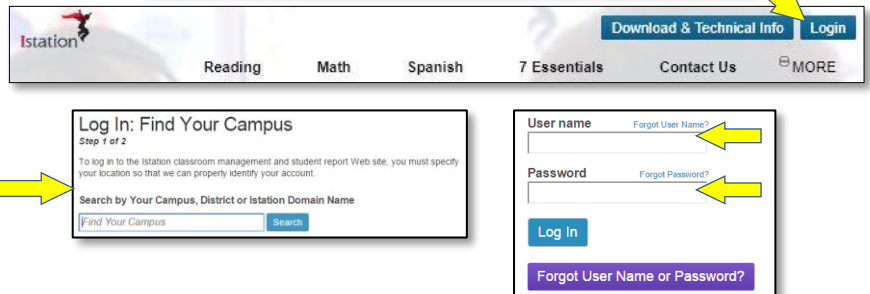 Istation
Download & Technical Info
Login
Reading
Math
Spanish
7 Essentials
Contact Us
MORE
Log In: Find Your Campus
Step 1 of 2
To log in to the Istation classroom management and student report Web site, you must specify
your location so that we can properly identify your account.
Search by Your Campus, District or Istation Domain Name
Find Your Campus
Search
User name
Forgot User Name?
Password
Forgot Password?
Log In
Forgot User Name or Password?